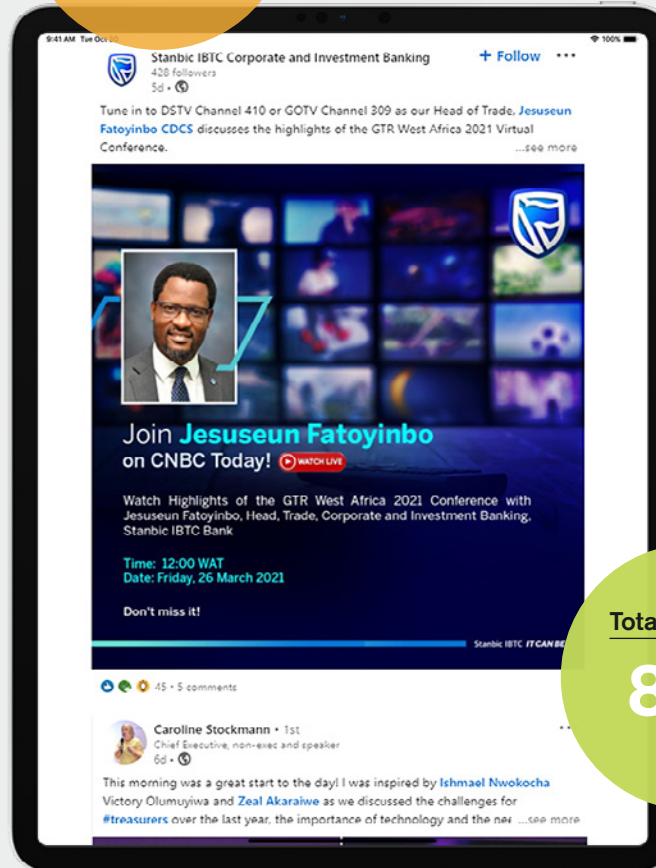 9:41 AM Tue Oct
100%
Stanbic IBTC Corporate and Investment Banking
+ Follow
428 followers
5d •
Tune in to DSTV Channel 410 or GOTV Channel 309 as our Head of Trade, Jesuseun
Fatoyinbo CDCS discusses the highlights of the GTR West Africa 2021 Virtual
Conference. ...see more
Join Jesuseun Fatoyinbo
on CNBC Today! WATCH LIVE
Watch Highlights of the GTR West Africa 2021 Conference with
Jesuseun Fatoyinbo, Head, Trade, Corporate and Investment Banking,
Stanbic IBTC Bank
Time: 12:00 WAT
Date: Friday, 26 March 2021
Don't miss it!
Stanbic IBTC IT CAN BE
45 • 5 comments
Tota
8
Caroline Stockmann • 1st
Chief Executive, non-exec and speaker
6d •
This morning was a great start to the day! I was inspired by Ishmael Nwokocha
Victory Olumuyiwa and Zeal Akaraiwe as we discussed the challenges for
#treasurers over the last year, the importance of technology and the nee ...see more